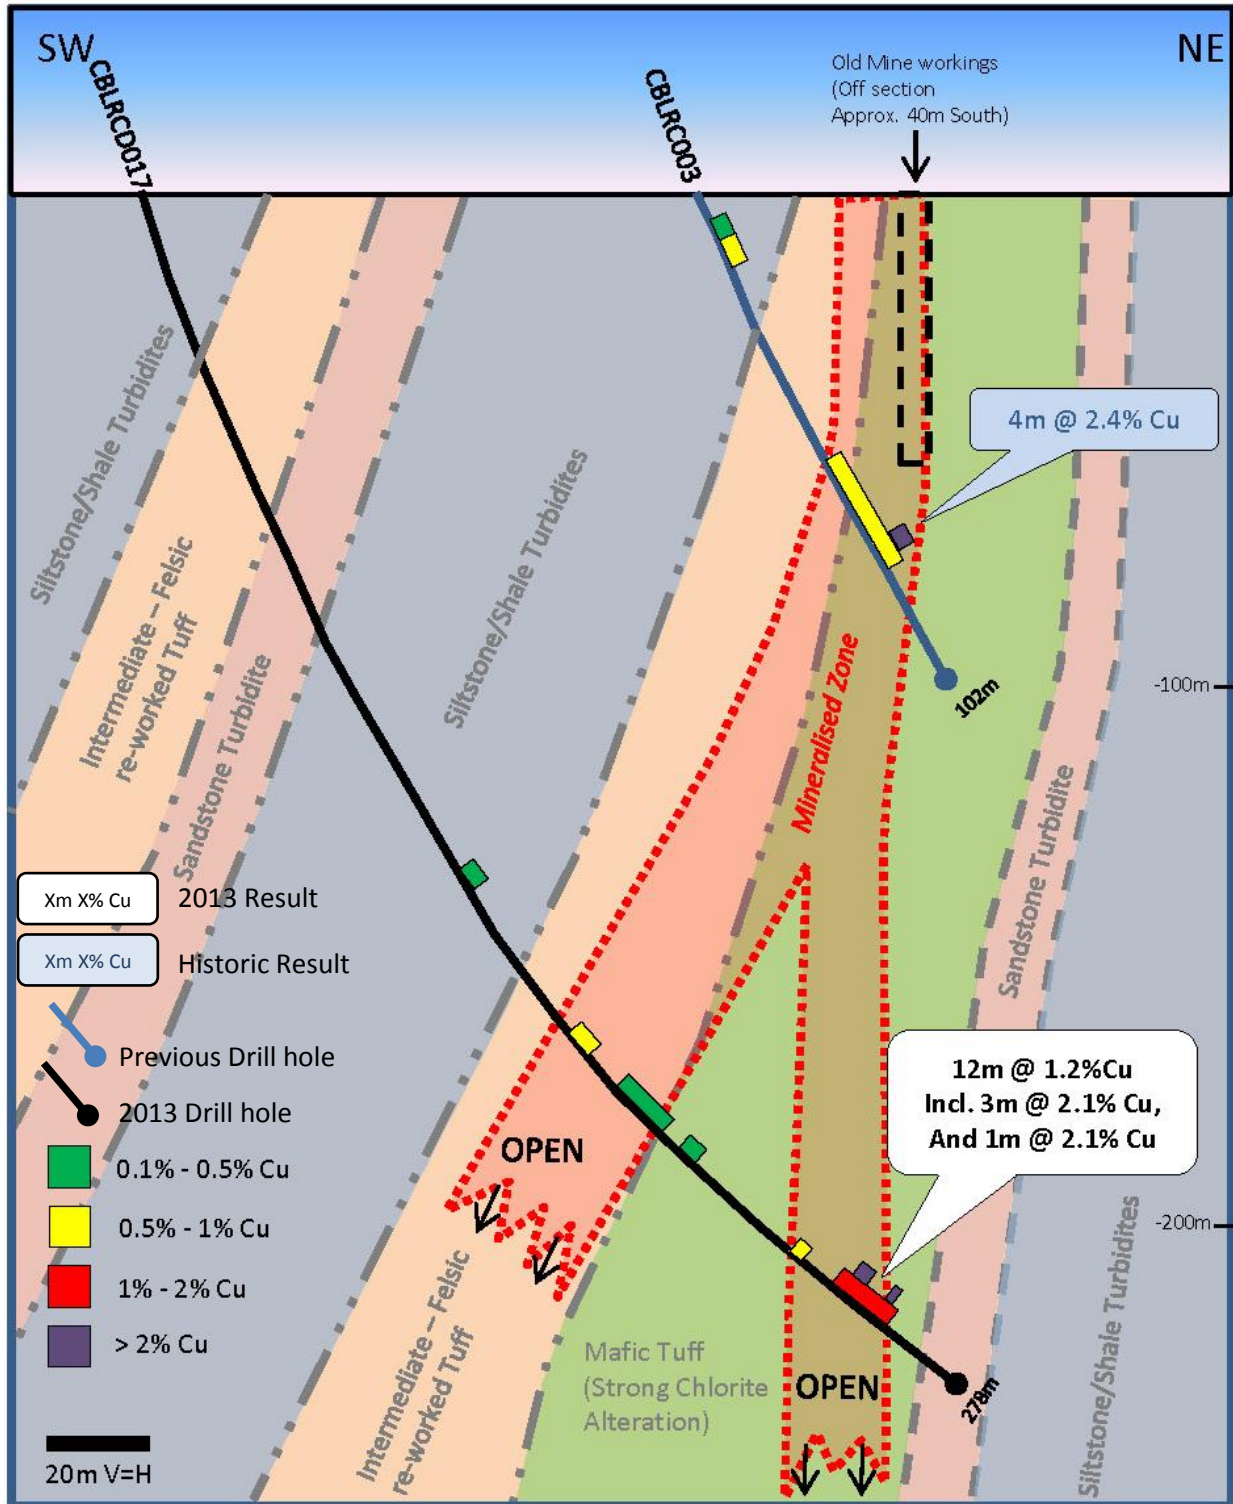 SW
CBLRCD017
CBLRC003
Old Mine workings
(Off section
Approx. 40m South)
NE
4m @ 2.4% Cu
Siltstone/Shale Turbidites
Intermediate – Felsic
re-worked Tuff
Sandstone Turbidite
Siltstone/Shale Turbidites
Mineralised Zone
102m
-100m
Sandstone Turbidite
Xm X% Cu
2013 Result
Xm X% Cu
Historic Result
Previous Drill hole
2013 Drill hole
0.1% - 0.5% Cu
0.5% - 1% Cu
1% - 2% Cu
> 2% Cu
20m V=H
OPEN
12m @ 1.2%Cu
Incl. 3m @ 2.1% Cu,
And 1m @ 2.1% Cu
-200m
Intermediate – Felsic
re-worked Tuff
Mafic Tuff
(Strong Chlorite
Alteration)
OPEN
278m
Siltstone/Shale Turbidites